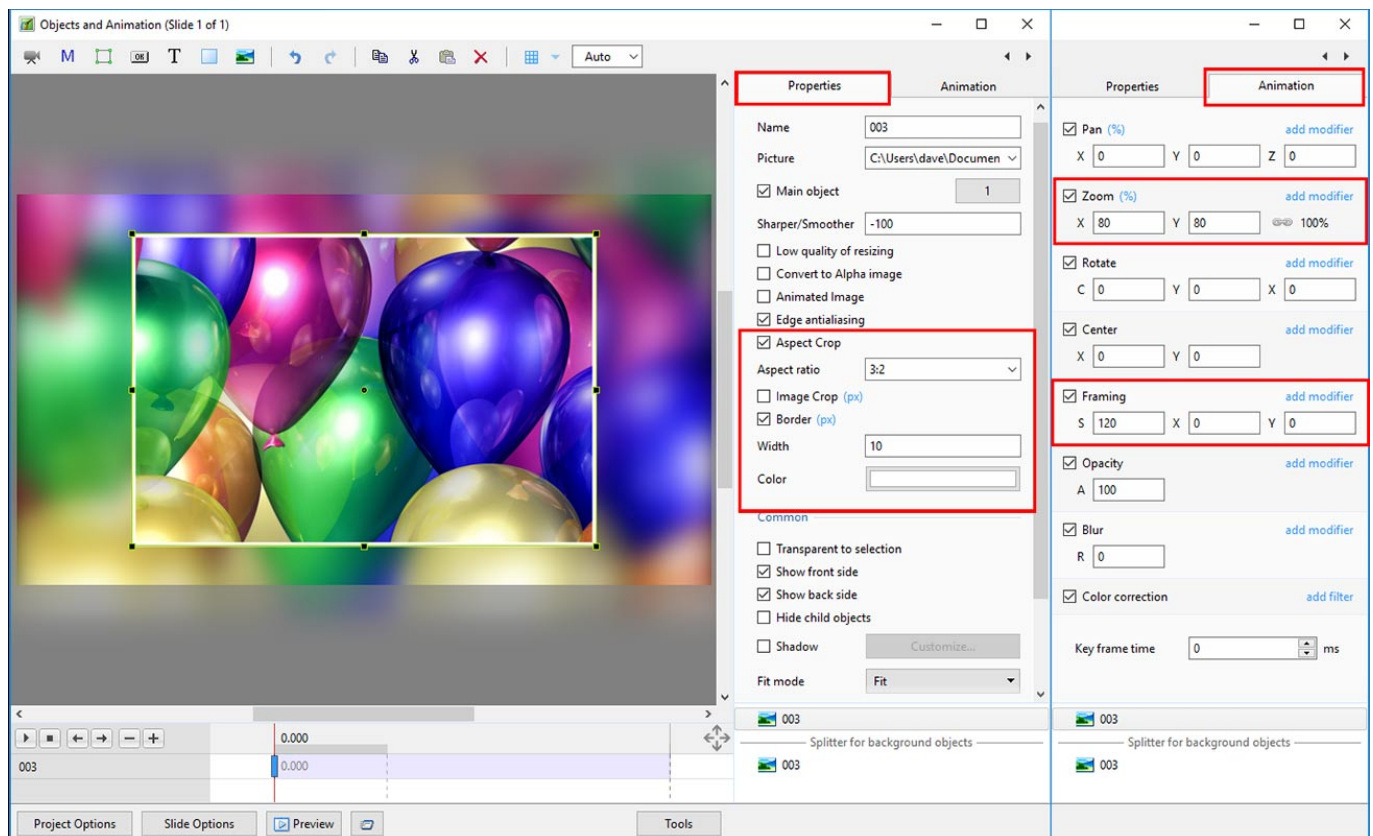 Objects and Animation (Slide 1 of 1)
M OK T Auto
Properties Animation
Name 003
Picture C:\Users\dave\Documen
Main object 1
Sharper/Smoother -100
Low quality of resizing
Convert to Alpha image
Animated Image
Edge antialiasing
Aspect Crop
Aspect ratio 3:2
Image Crop (px)
Border (px)
Width 10
Color
Common
Transparent to selection
Show front side
Show back side
Hide child objects
Shadow Customize...
Fit mode Fit
003
Splitter for background objects
003
Properties Animation
Pan (%) add modifier
X 0 Y 0 Z 0
Zoom (%) add modifier
X 80 Y 80 100%
Rotate add modifier
C 0 Y 0 X 0
Center add modifier
X 0 Y 0
Framing add modifier
S 120 X 0 Y 0
Opacity add modifier
A 100
Blur add modifier
R 0
Color correction add filter
Key frame time 0 ms
003
Splitter for background objects
003
0.000
003 0.000
Project Options Slide Options Preview Tools